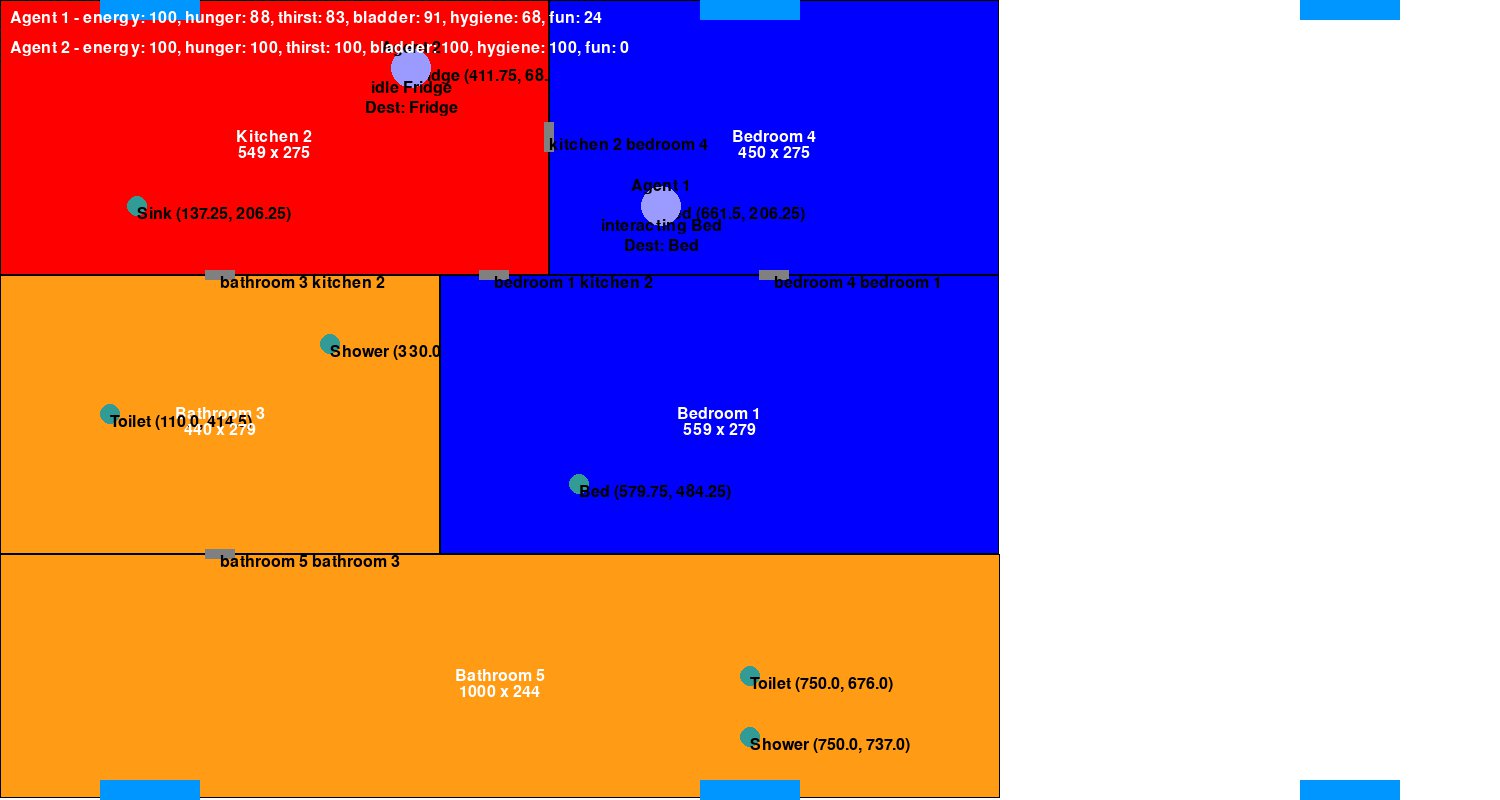 Agent 1 - energy: 100, hunger: 88, thirst: 83, bladder: 91, hygiene: 68, fun: 24
Agent 2 - energy: 100, hunger: 100, thirst: 100, bladder: 100, hygiene: 100, fun: 0
(411.75, 68.
idle Fridge
Dest: Fridge
Kitchen 2
549 x 275
Bedroom 4
450 x 275
kitchen 2 bedroom 4
Agent 1
(661.5, 206.25)
interacting Bed
Dest: Bed
Sink (137.25, 206.25)
bathroom 3 kitchen 2
bedroom 1 kitchen 2
bedroom 4 bedroom 1
Shower (330.0
Bathroom 3
440 x 279
Toilet (110.0, 414.5)
Bedroom 1
559 x 279
Bed (579.75, 484.25)
bathroom 5 bathroom 3
Bathroom 5
1000 x 244
Toilet (750.0, 676.0)
Shower (750.0, 737.0)